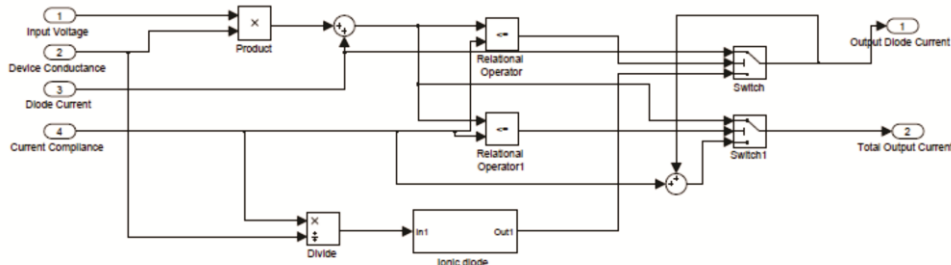 1
Input Voltage
2
Device Conductance
3
Diode Current
4
Current Compliance
×
Product
++
<=
Relational
Operator
<=
Relational
Operator1
Switch
Switch1
1
Output Diode Current
2
Total Output Current
++
×
÷
Divide
In1
Out1
Ionic diode